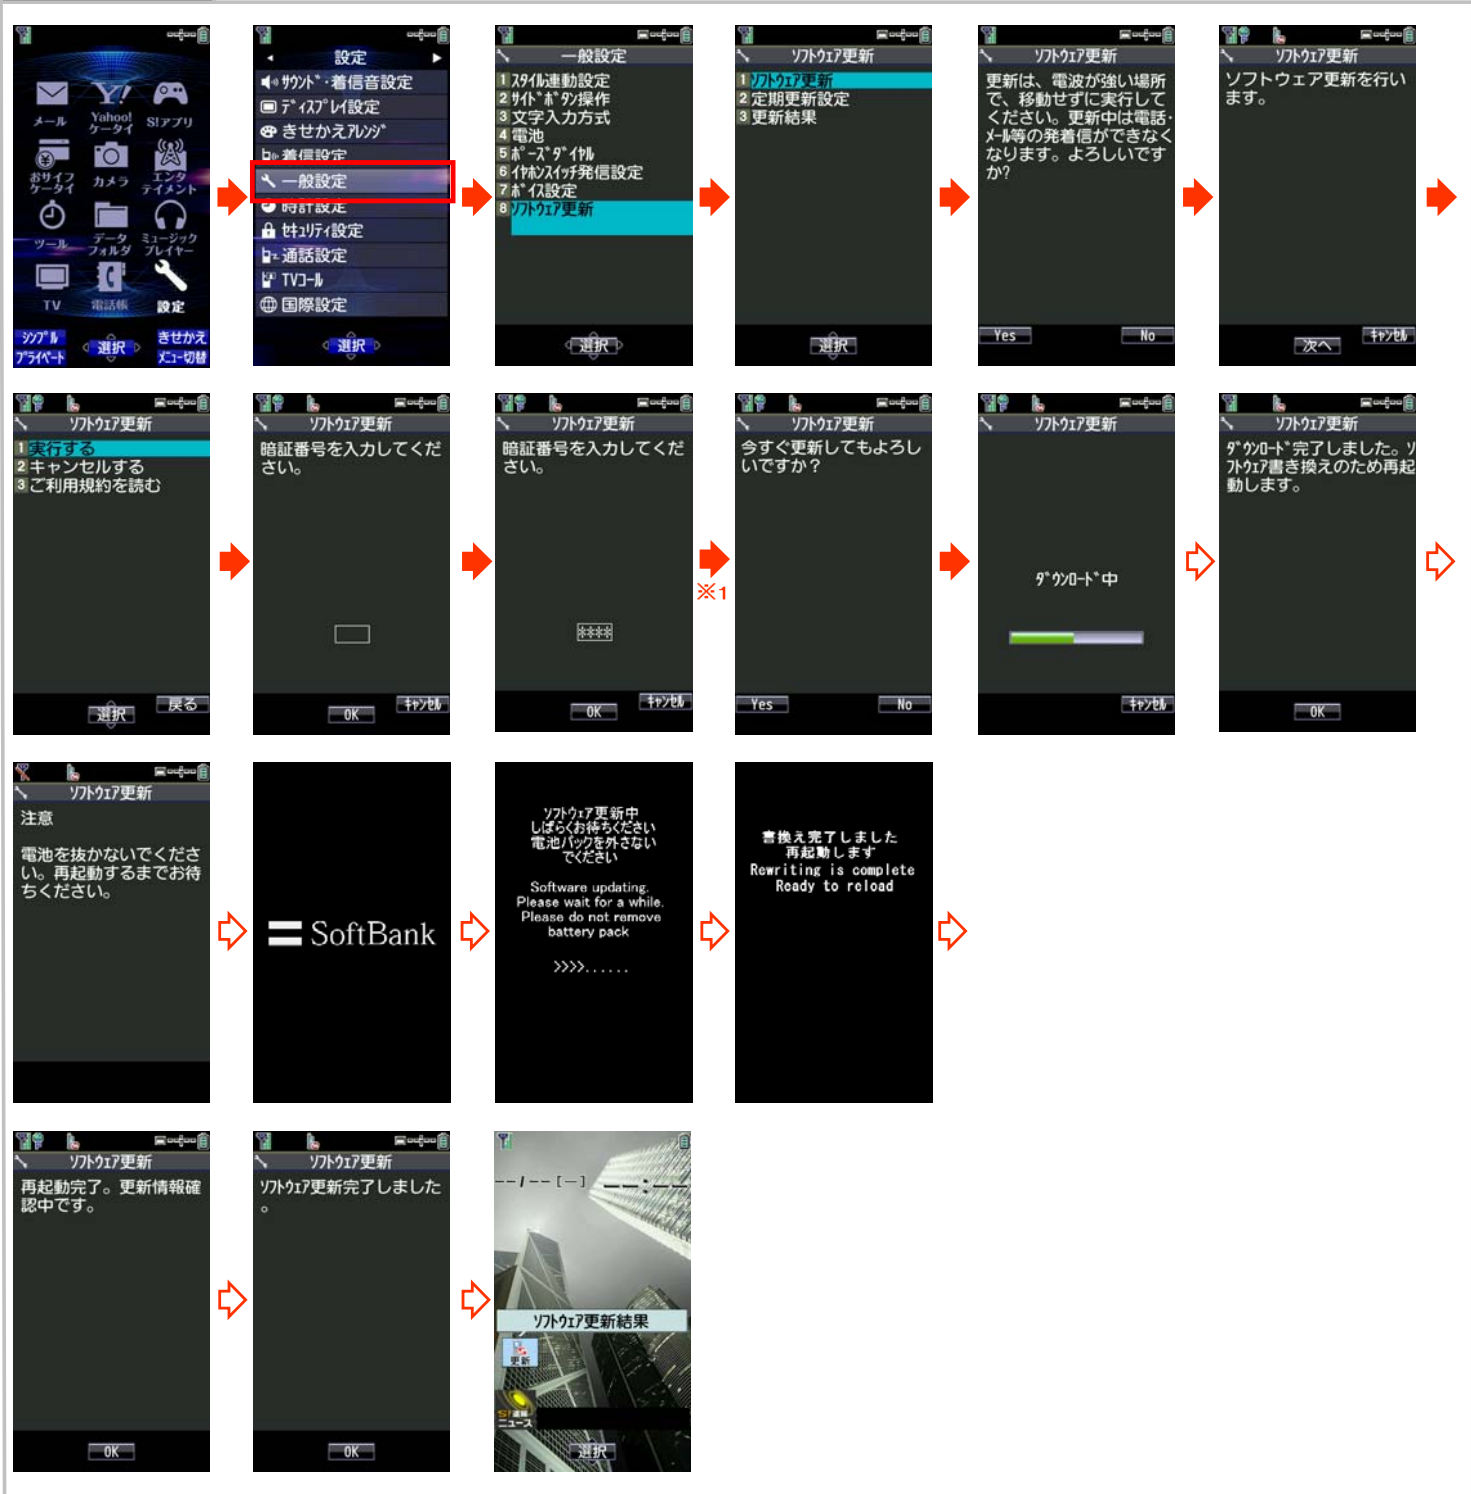 メール
Yahoo!
ケータイ
S!アプリ
おサイフ
ケータイ
カメラ
エンタ
テイメント
ツール
データ
フォルダ
ミュージック
プレイヤー
TV
電話帳
設定
ｼﾝﾌﾟﾙ
きせかえ
選択
ﾌﾟﾗｲﾍﾞｰﾄ
ﾒﾆｭｰ切替
設定
ｻｳﾝﾄﾞ･着信音設定
ﾃﾞｨｽﾌﾟﾚｲ設定
きせかえｱﾚﾝｼﾞ
着信設定
一般設定
時計設定
ｾｷｭﾘﾃｨ設定
通話設定
TVｺｰﾙ
国際設定
選択
一般設定
1 ｽﾀｲﾙ連動設定
2 ｻｲﾄﾞﾎﾞﾀﾝ操作
3 文字入力方式
4 電池
5 ﾎﾟｰｽﾞﾀﾞｲﾔﾙ
6 ｲﾔﾎﾝｽｲｯﾁ発信設定
7 ﾎﾞｲｽ設定
8 ｿﾌﾄｳｪｱ更新
選択
ｿﾌﾄｳｪｱ更新
1 ｿﾌﾄｳｪｱ更新
2 定期更新設定
3 更新結果
選択
ｿﾌﾄｳｪｱ更新
更新は、電波が強い場所
で、移動せずに実行して
ください。更新中は電話･
ﾒｰﾙ等の発着信ができなく
なります。よろしいです
か?
Yes No
ｿﾌﾄｳｪｱ更新
ソフトウェア更新を行い
ます。
次へ ｷｬﾝｾﾙ
ｿﾌﾄｳｪｱ更新
1 実行する
2 キャンセルする
3 ご利用規約を読む
選択 戻る
ｿﾌﾄｳｪｱ更新
暗証番号を入力してくだ
さい。
OK ｷｬﾝｾﾙ
ｿﾌﾄｳｪｱ更新
暗証番号を入力してくだ
さい。
****
OK ｷｬﾝｾﾙ
※1
ｿﾌﾄｳｪｱ更新
今すぐ更新してもよろし
いですか？
Yes No
ｿﾌﾄｳｪｱ更新
ﾀﾞｳﾝﾛｰﾄﾞ中
ｷｬﾝｾﾙ
ｿﾌﾄｳｪｱ更新
ﾀﾞｳﾝﾛｰﾄﾞ完了しました。ｿ
ﾌﾄｳｪｱ書き換えのため再起
動します。
OK
ｿﾌﾄｳｪｱ更新
注意
電池を抜かないでくださ
い。再起動するまでお待
ちください。
SoftBank
ｿﾌﾄｳｪｱ更新中
しばらくお待ちください
電池パックを外さない
でください
Software updating.
Please wait for a while.
Please do not remove
battery pack
>>>>......
書換え完了しました
再起動します
Rewriting is complete
Ready to reload
ｿﾌﾄｳｪｱ更新
再起動完了。更新情報確
認中です。
OK
ｿﾌﾄｳｪｱ更新
ｿﾌﾄｳｪｱ更新完了しました
。
OK
--/--[--] --:--
ｿﾌﾄｳｪｱ更新結果
更新
S!速報
ニュース
選択